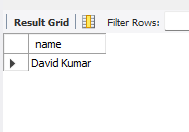 Result Grid Filter Rows:
name
David Kumar